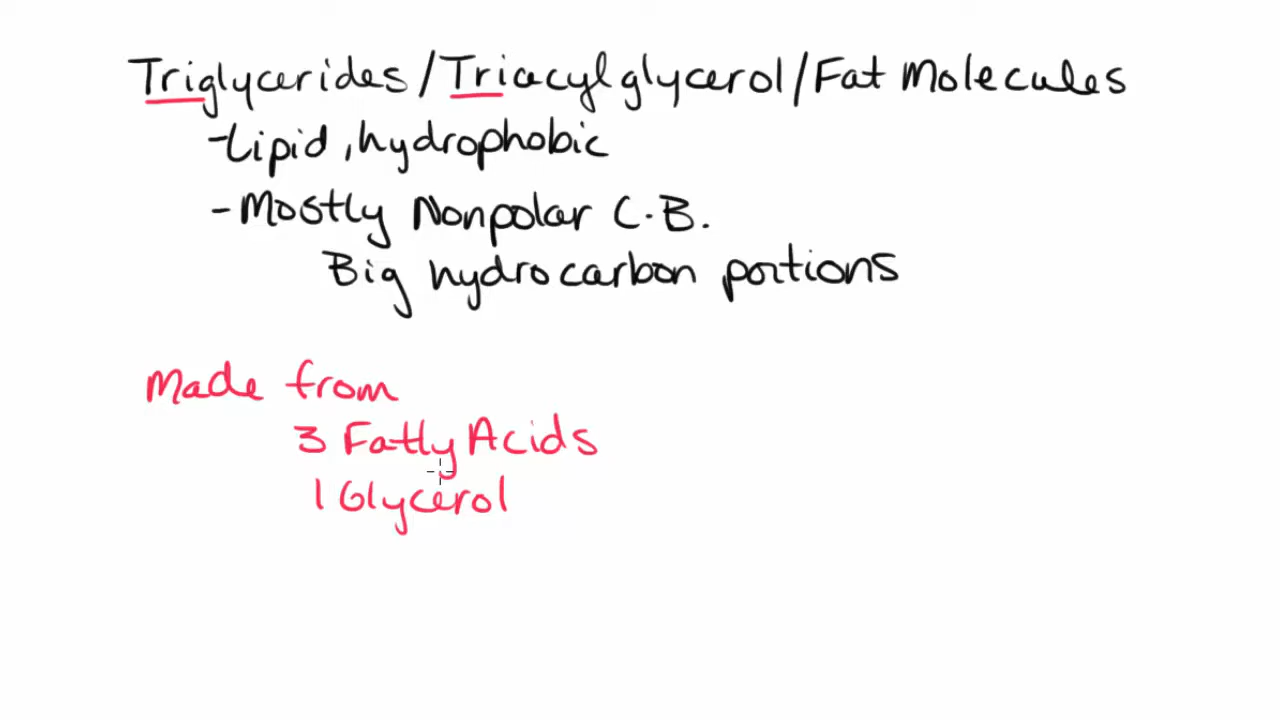 Triglycerides/Triacylglycerol/Fat Molecules
-Lipid, hydrophobic
-Mostly Nonpolar C.B.
Big hydrocarbon portions
Made from
3 Fatty Acids
1 Glycerol